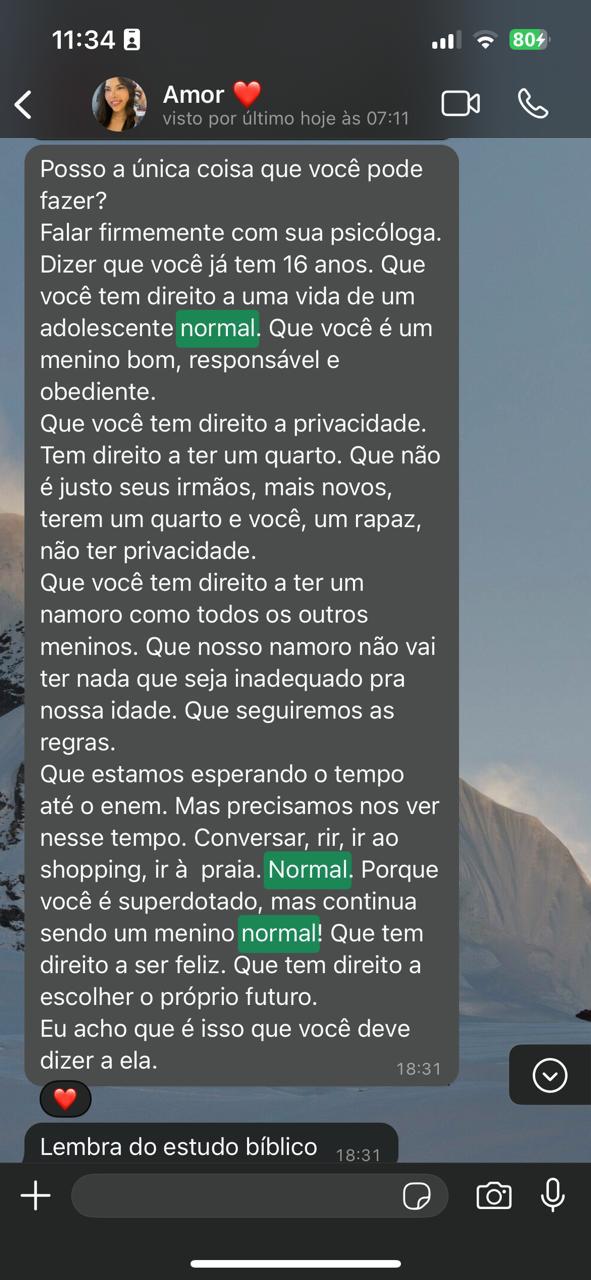 11:34
80
Amor ❤️
visto por último hoje às 07:11
Posso a única coisa que você pode
fazer?
Falar firmemente com sua psicóloga.
Dizer que você já tem 16 anos. Que
você tem direito a uma vida de um
adolescente normal. Que você é um
menino bom, responsável e
obediente.
Que você tem direito a privacidade.
Tem direito a ter um quarto. Que não
é justo seus irmãos, mais novos,
terem um quarto e você, um rapaz,
não ter privacidade.
Que você tem direito a ter um
namoro como todos os outros
meninos. Que nosso namoro não vai
ter nada que seja inadequado pra
nossa idade. Que seguiremos as
regras.
Que estamos esperando o tempo
até o enem. Mas precisamos nos ver
nesse tempo. Conversar, rir, ir ao
shopping, ir à  praia. Normal. Porque
você é superdotado, mas continua
sendo um menino normal! Que tem
direito a ser feliz. Que tem direito a
escolher o próprio futuro.
Eu acho que é isso que você deve
dizer a ela.
18:31
❤️
Lembra do estudo bíblico 18:31